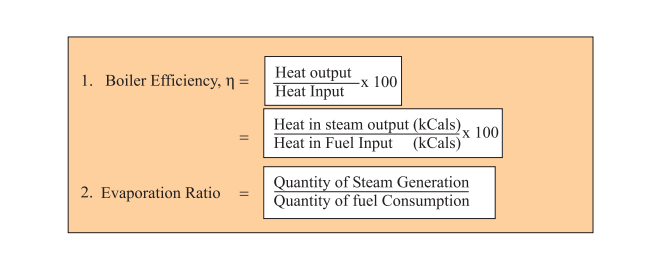 1. Boiler Efficiency, η = Heat output / Heat Input x 100
= Heat in steam output (kCals) / Heat in Fuel Input (kCals) x 100
2. Evaporation Ratio = Quantity of Steam Generation / Quantity of fuel Consumption